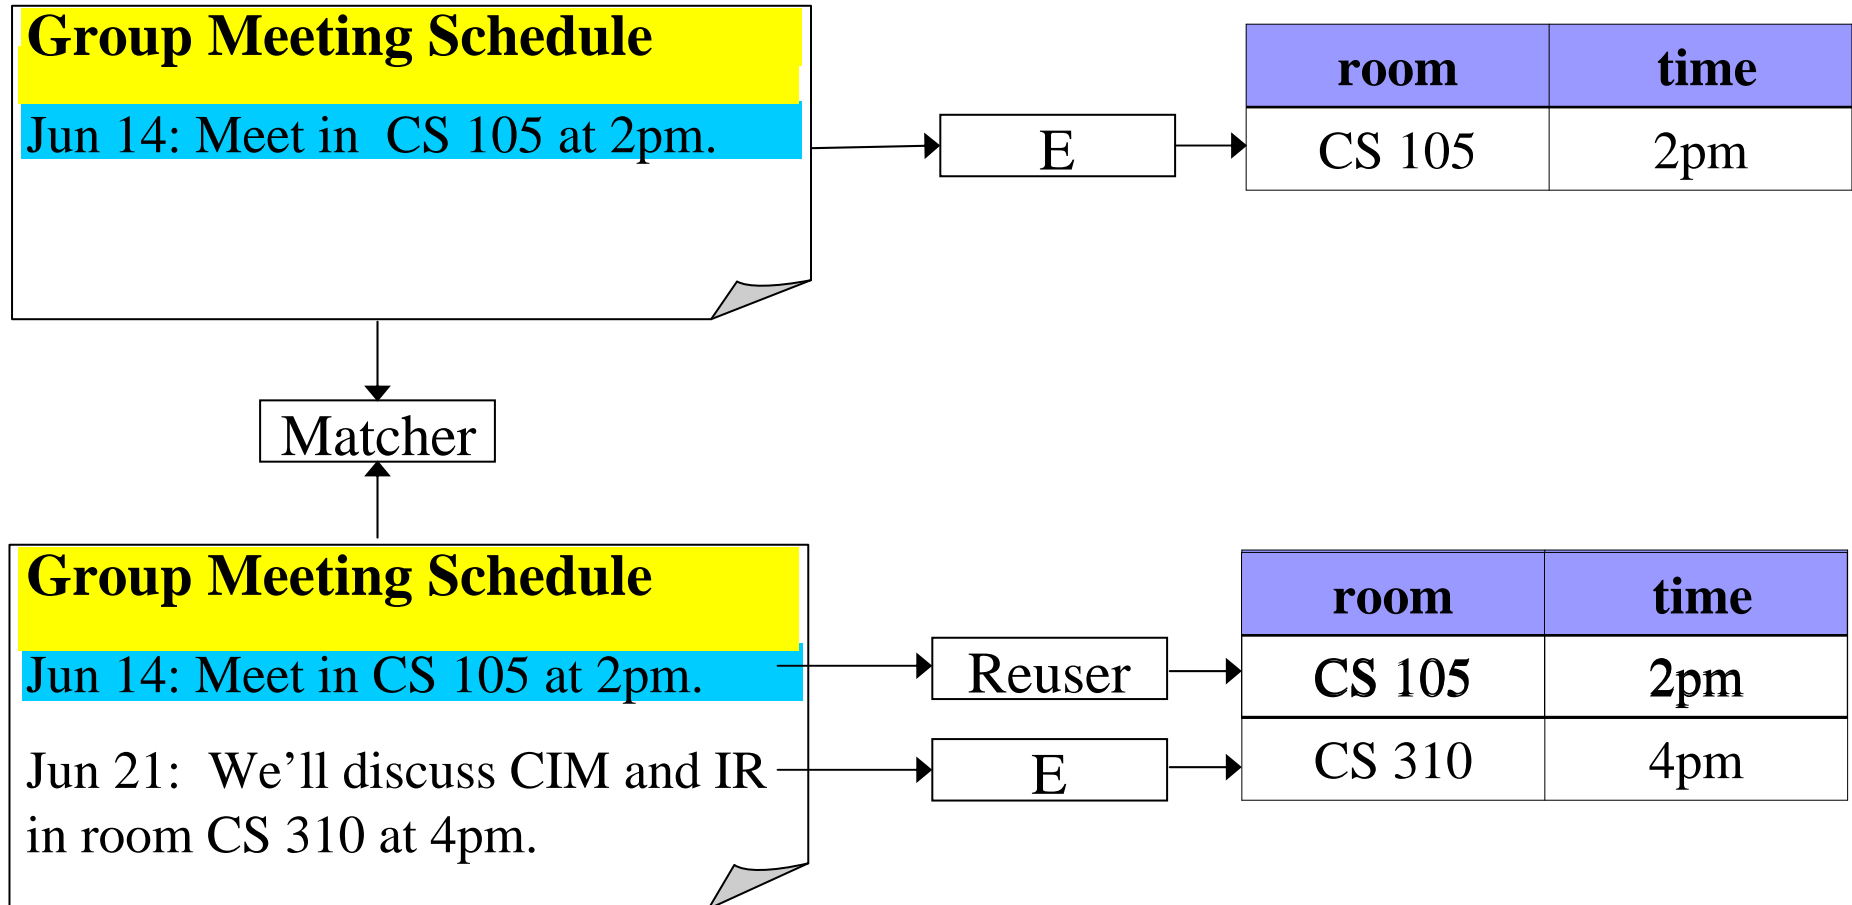 Group Meeting Schedule
Jun 14: Meet in  CS 105 at 2pm.
E
room time
CS 105 2pm
Matcher
Group Meeting Schedule
Jun 14: Meet in CS 105 at 2pm.
Jun 21:  We’ll discuss CIM and IR
in room CS 310 at 4pm.
Reuser
E
room time
CS 105 2pm
CS 310 4pm